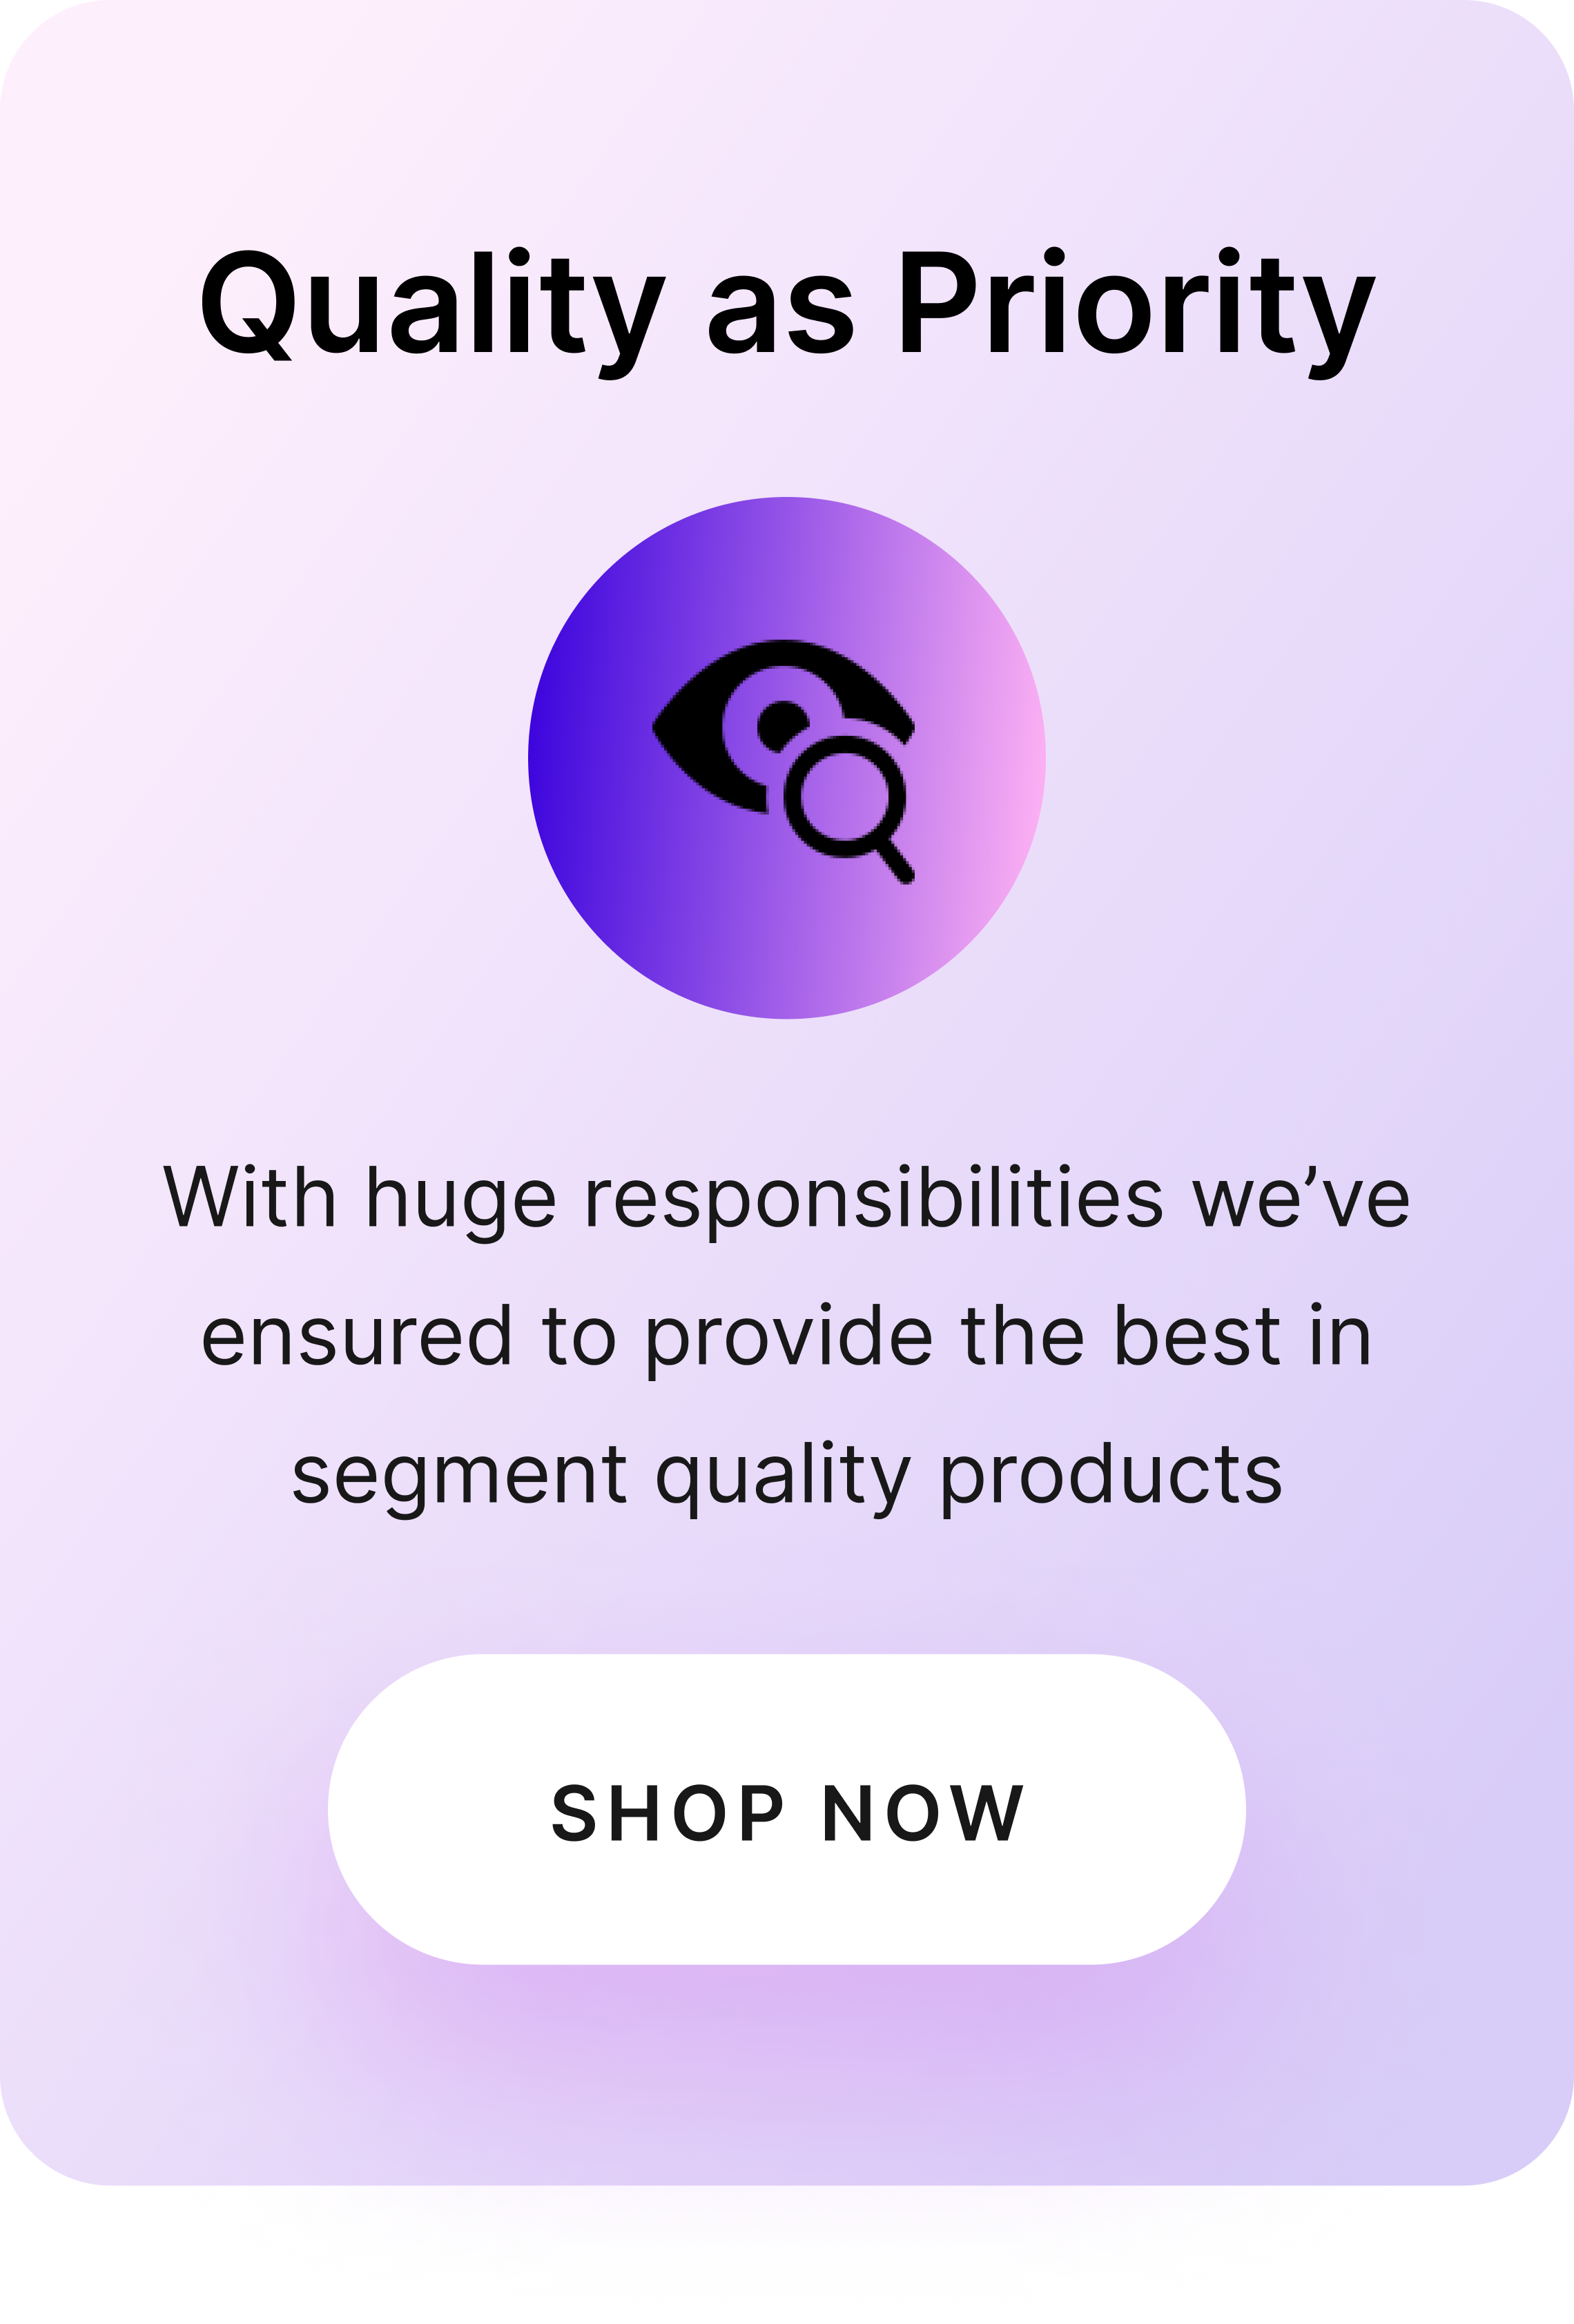 Quality as Priority
With huge responsibilities we’ve
ensured to provide the best in
segment quality products
SHOP NOW